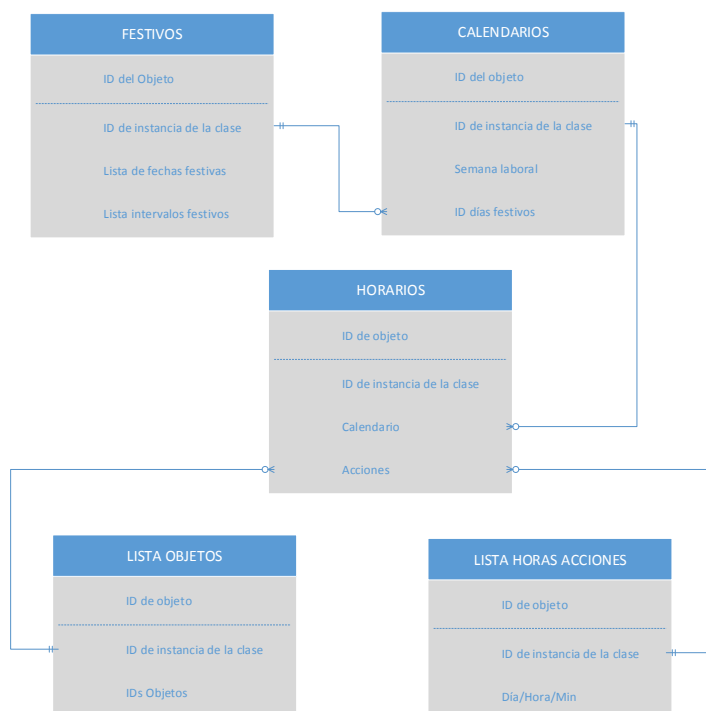 FESTIVOS
ID del Objeto
ID de instancia de la clase
Lista de fechas festivas
Lista intervalos festivos
CALENDARIOS
ID del objeto
ID de instancia de la clase
Semana laboral
ID días festivos
HORARIOS
ID de objeto
ID de instancia de la clase
Calendario
Acciones
LISTA OBJETOS
ID de objeto
ID de instancia de la clase
IDs Objetos
LISTA HORAS ACCIONES
ID de objeto
ID de instancia de la clase
Día/Hora/Min